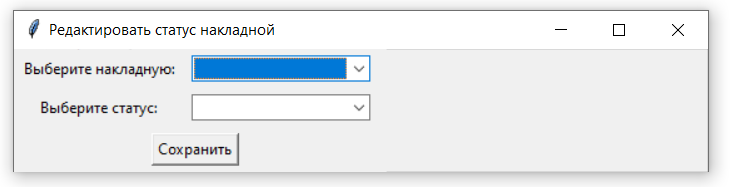 Редактировать статус накладной
Выберите накладную:
Выберите статус:
Сохранить